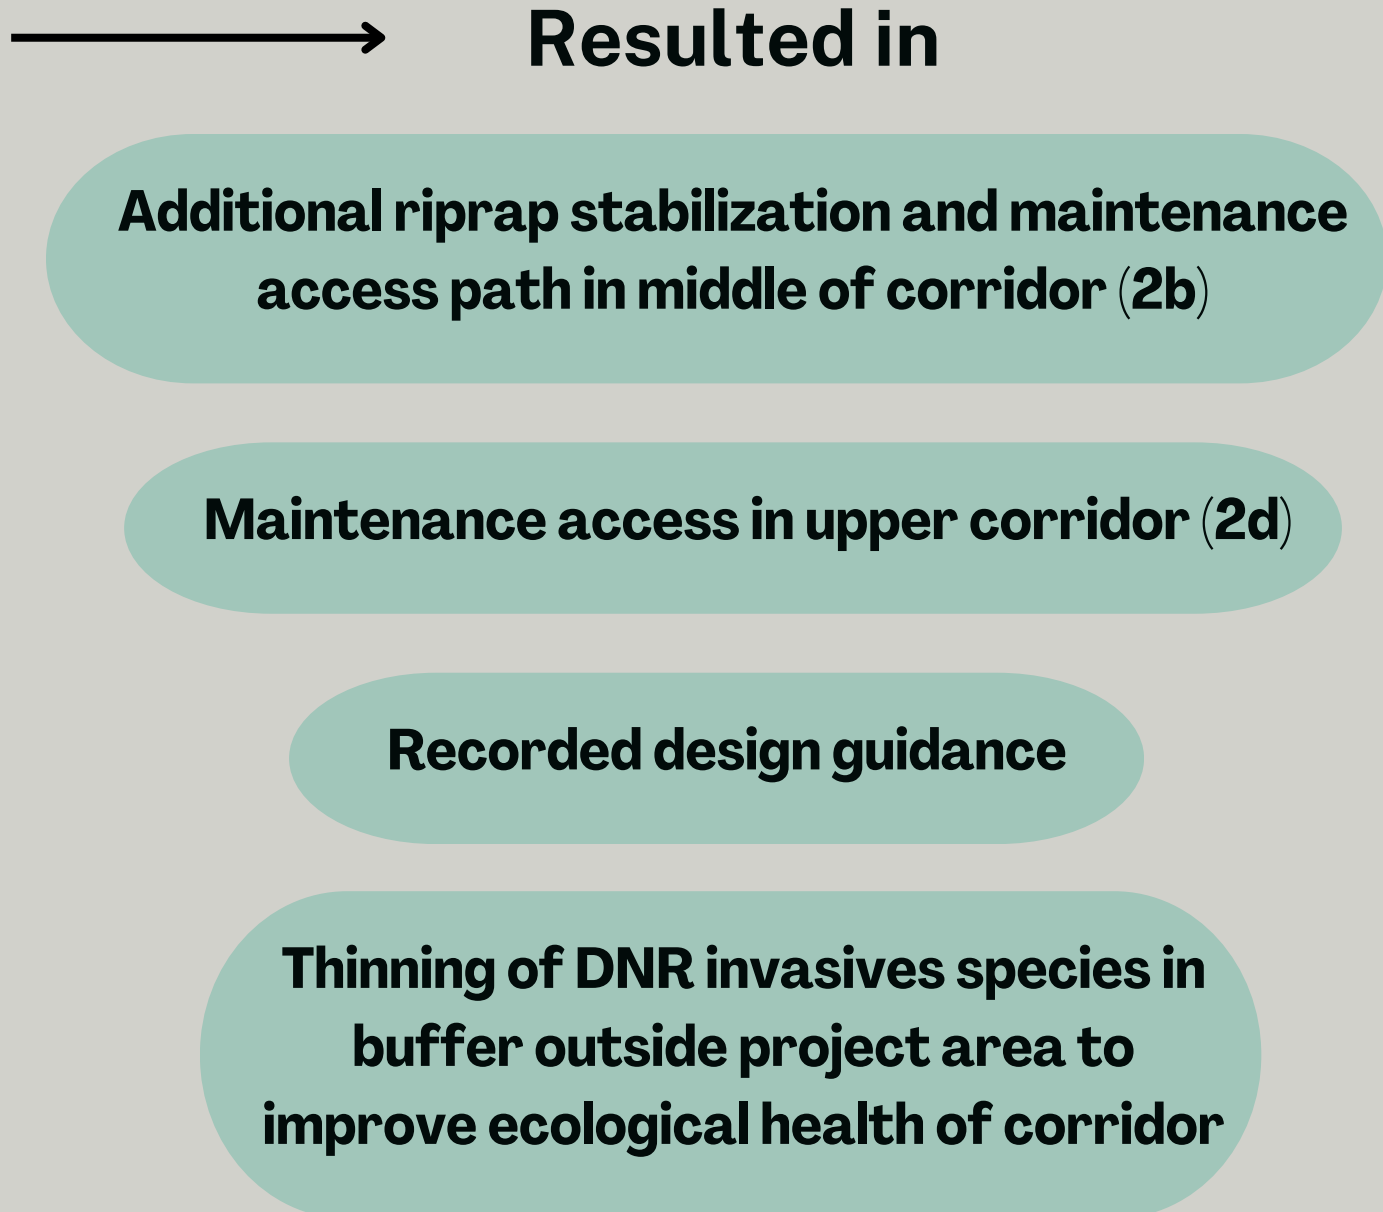 Resulted in
Additional riprap stabilization and maintenance
access path in middle of corridor (2b)
Maintenance access in upper corridor (2d)
Recorded design guidance
Thinning of DNR invasives species in
buffer outside project area to
improve ecological health of corridor